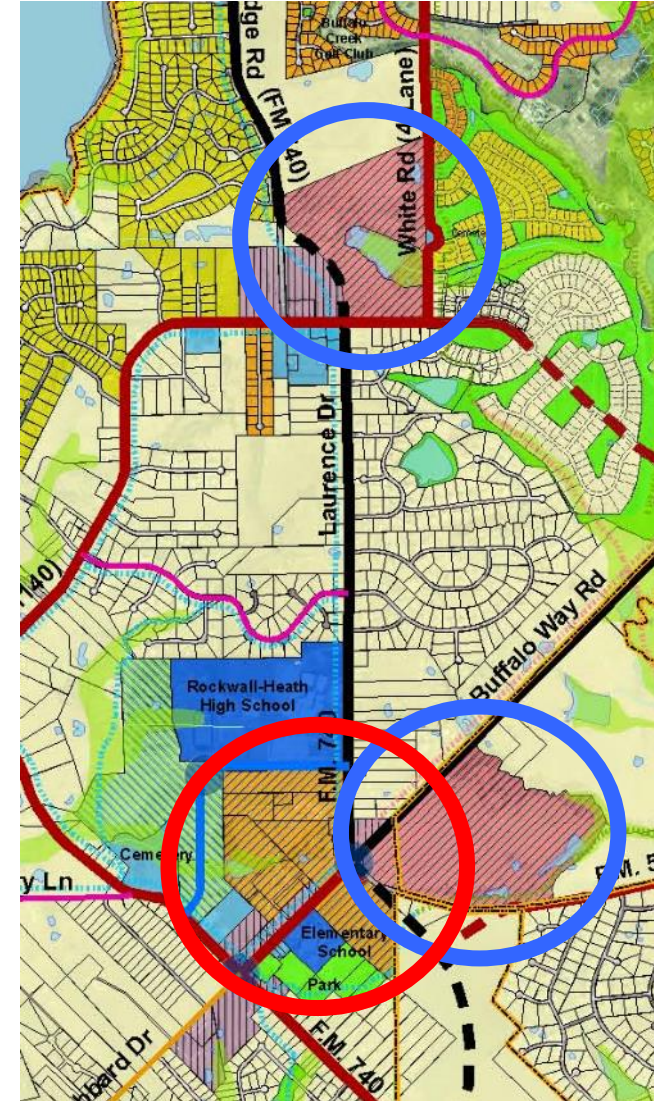 Buffalo
Creek
Golf Club
dge Rd
(FM
40)
White Rd (4 Lane)
Laurence Dr
140)
Buffalo Way Rd
Rockwall-Heath
High School
F.M. 740
Cemetery
y Ln
F.M. 5
Elementary
School
Park
F.M. 740
hbard Dr